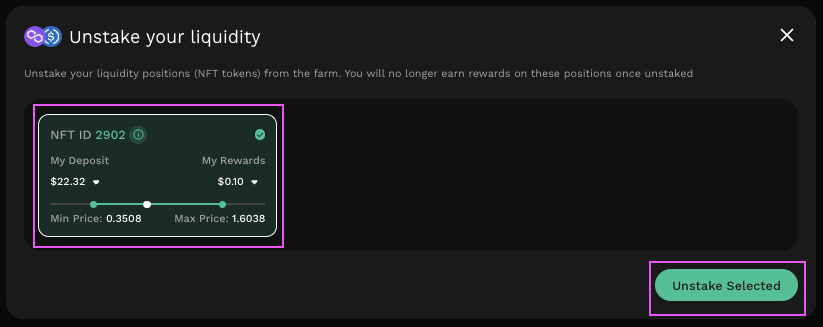 Unstake your liquidity
Unstake your liquidity positions (NFT tokens) from the farm. You will no longer earn rewards on these positions once unstaked
NFT ID 2902
My Deposit My Rewards
$22.32 $0.10
Min Price: 0.3508 Max Price: 1.6038
Unstake Selected